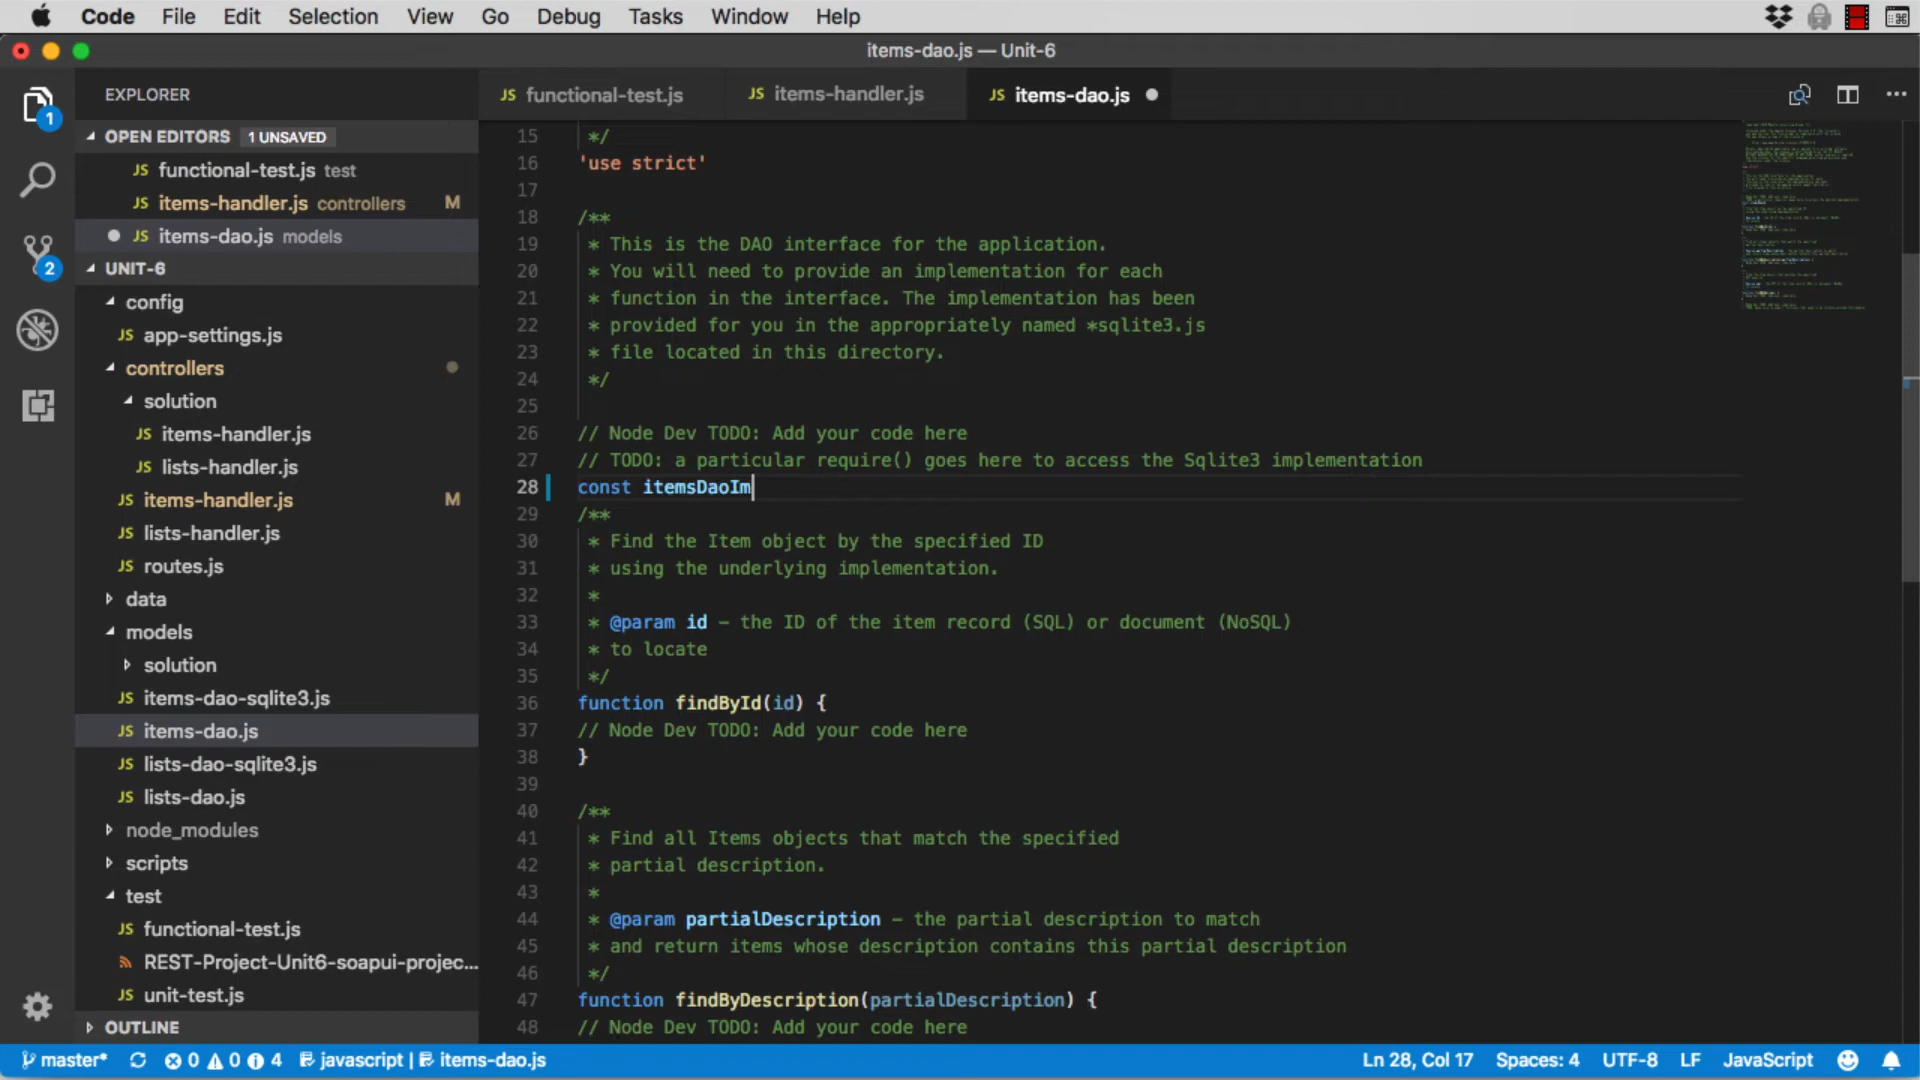 Code File Edit Selection View Go Debug Tasks Window Help
items-dao.js — Unit-6
EXPLORER
OPEN EDITORS 1 UNSAVED
JS functional-test.js test
JS items-handler.js controllers M
JS items-dao.js models
UNIT-6
config
JS app-settings.js
controllers
solution
JS items-handler.js
JS lists-handler.js
JS items-handler.js M
JS lists-handler.js
JS routes.js
data
models
solution
JS items-dao-sqlite3.js
JS items-dao.js
JS lists-dao-sqlite3.js
JS lists-dao.js
node_modules
scripts
test
JS functional-test.js
REST-Project-Unit6-soapui-projec...
JS unit-test.js
OUTLINE
1
2
JS functional-test.js JS items-handler.js JS items-dao.js
15 */
16 'use strict'
17
18 /**
19 * This is the DAO interface for the application.
20 * You will need to provide an implementation for each
21 * function in the interface. The implementation has been
22 * provided for you in the appropriately named *sqlite3.js
23 * file located in this directory.
24 */
25
26 // Node Dev TODO: Add your code here
27 // TODO: a particular require() goes here to access the Sqlite3 implementation
28 const itemsDaoIm
29 /**
30 * Find the Item object by the specified ID
31 * using the underlying implementation.
32 *
33 * @param id – the ID of the item record (SQL) or document (NoSQL)
34 * to locate
35 */
36 function findById(id) {
37 // Node Dev TODO: Add your code here
38 }
39
40 /**
41 * Find all Items objects that match the specified
42 * partial description.
43 *
44 * @param partialDescription – the partial description to match
45 * and return items whose description contains this partial description
46 */
47 function findByDescription(partialDescription) {
48 // Node Dev TODO: Add your code here
master* 0 0 4 javascript | items-dao.js Ln 28, Col 17 Spaces: 4 UTF-8 LF JavaScript